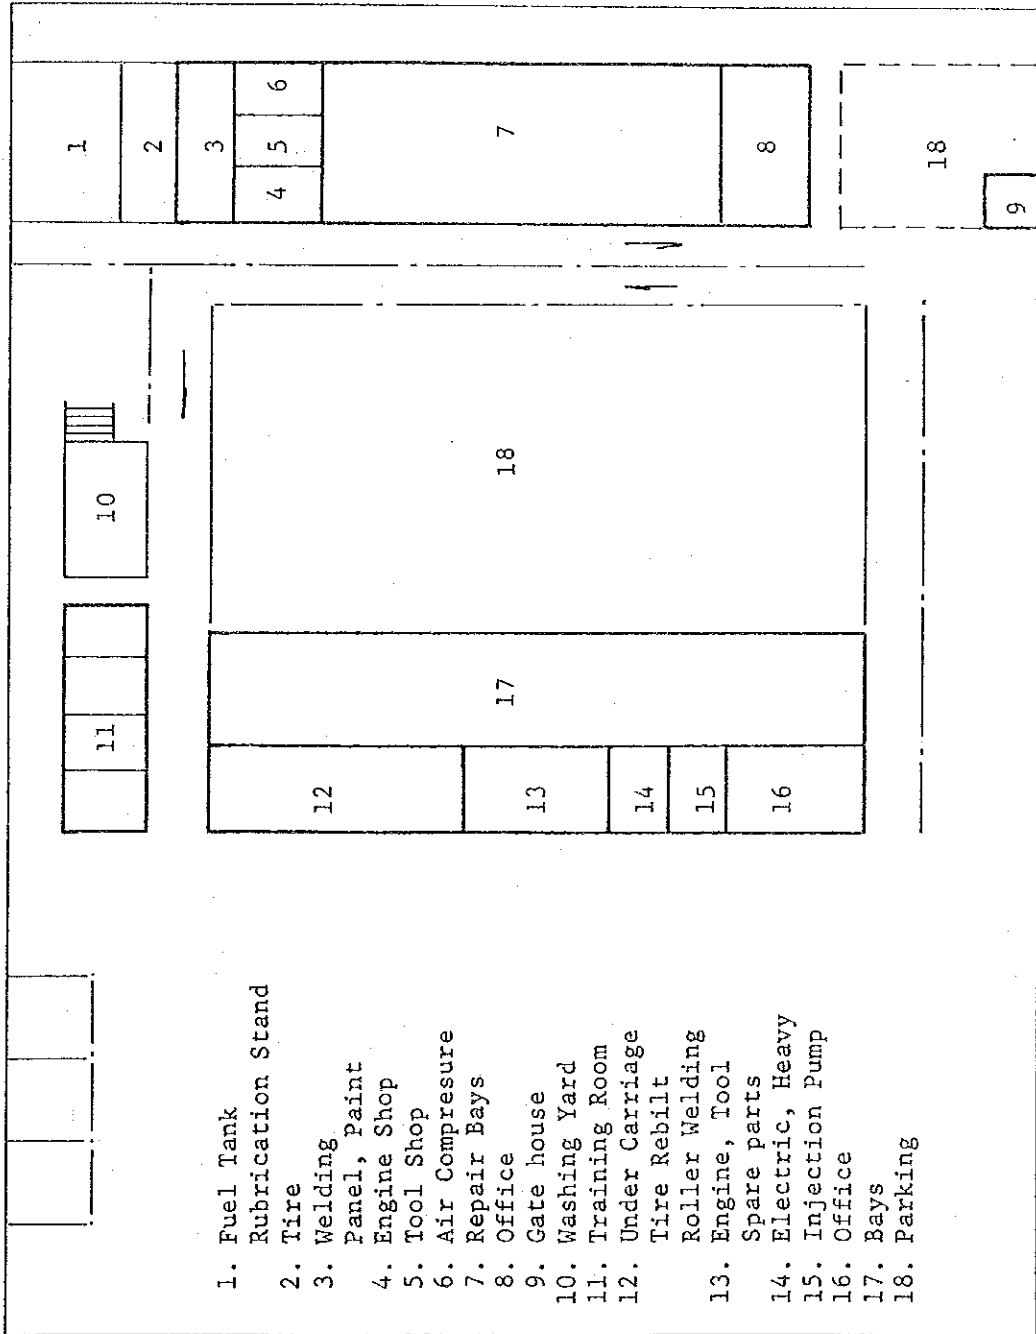 1. Fuel Tank
Rubrication Stand
2. Tire
3. Welding
Panel, Paint
4. Engine Shop
5. Tool Shop
6. Air Compresure
7. Repair Bays
8. Office
9. Gate house
10. Washing Yard
11. Training Room
12. Under Carriage
Tire Rebilt
Roller Welding
13. Engine, Tool
Spare parts
14. Electric, Heavy
15. Injection Pump
16. Office
17. Bays
18. Parking
1
11
10
2
3
4
5
6
12
17
18
7
13
14
15
16
8
18
9